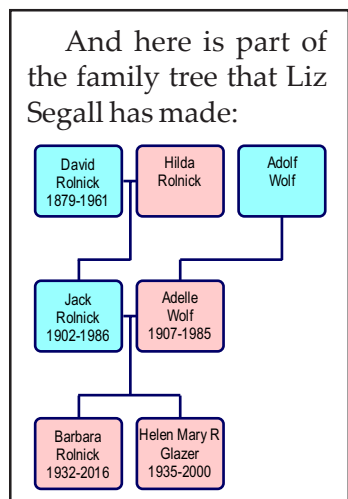 And here is part of
the family tree that Liz
Segall has made:
David
Rolnick
1879-1961
Hilda
Rolnick
Adolf
Wolf
Jack
Rolnick
1902-1986
Adelle
Wolf
1907-1985
Barbara
Rolnick
1932-2016
Helen Mary R
Glazer
1935-2000